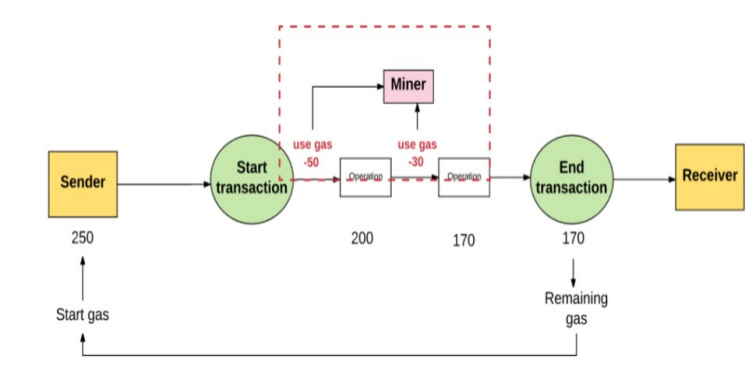 Miner
use gas
-50
use gas
-30
Sender
Start
transaction
Operation
Operation
End
transaction
Receiver
250
200
170
170
Start gas
Remaining
gas